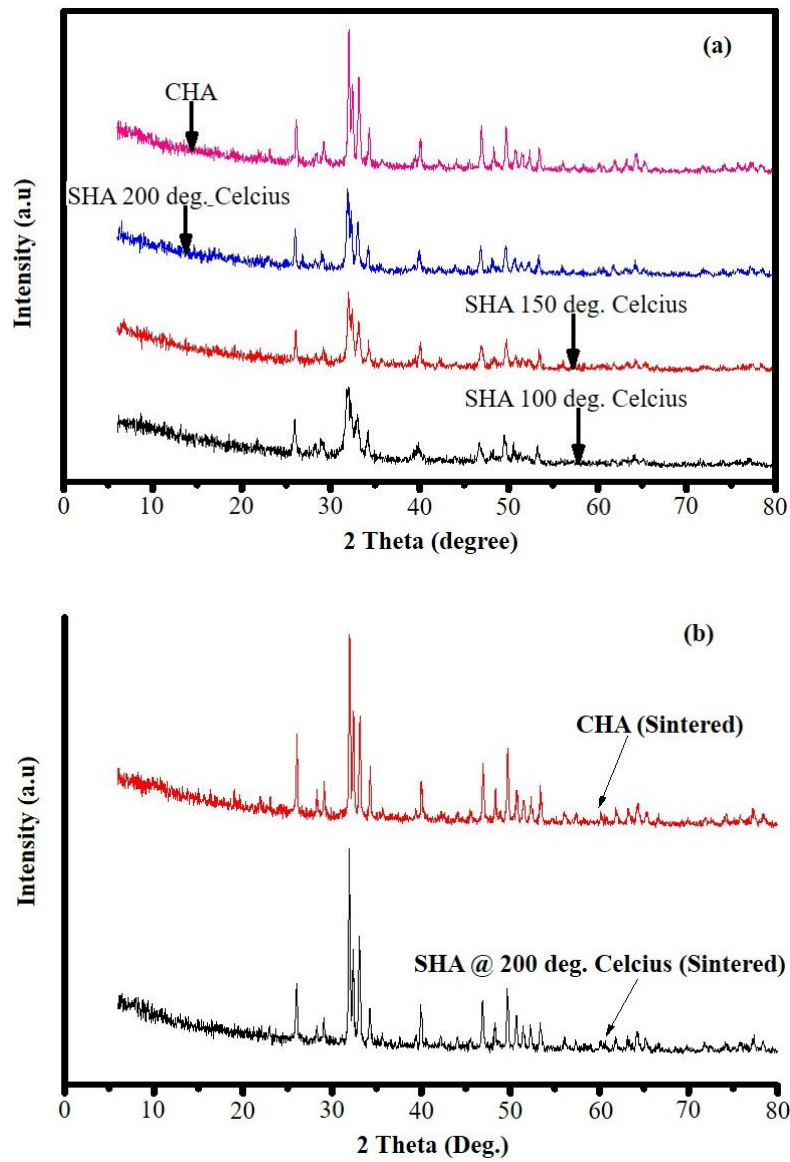 (a)
CHA
SHA 200 deg. Celcius
SHA 150 deg. Celcius
SHA 100 deg. Celcius
Intensity (a.u)
0 10 20 30 40 50 60 70 80
2 Theta (degree)
(b)
CHA (Sintered)
SHA @ 200 deg. Celcius (Sintered)
Intensity (a.u)
0 10 20 30 40 50 60 70 80
2 Theta (Deg.)